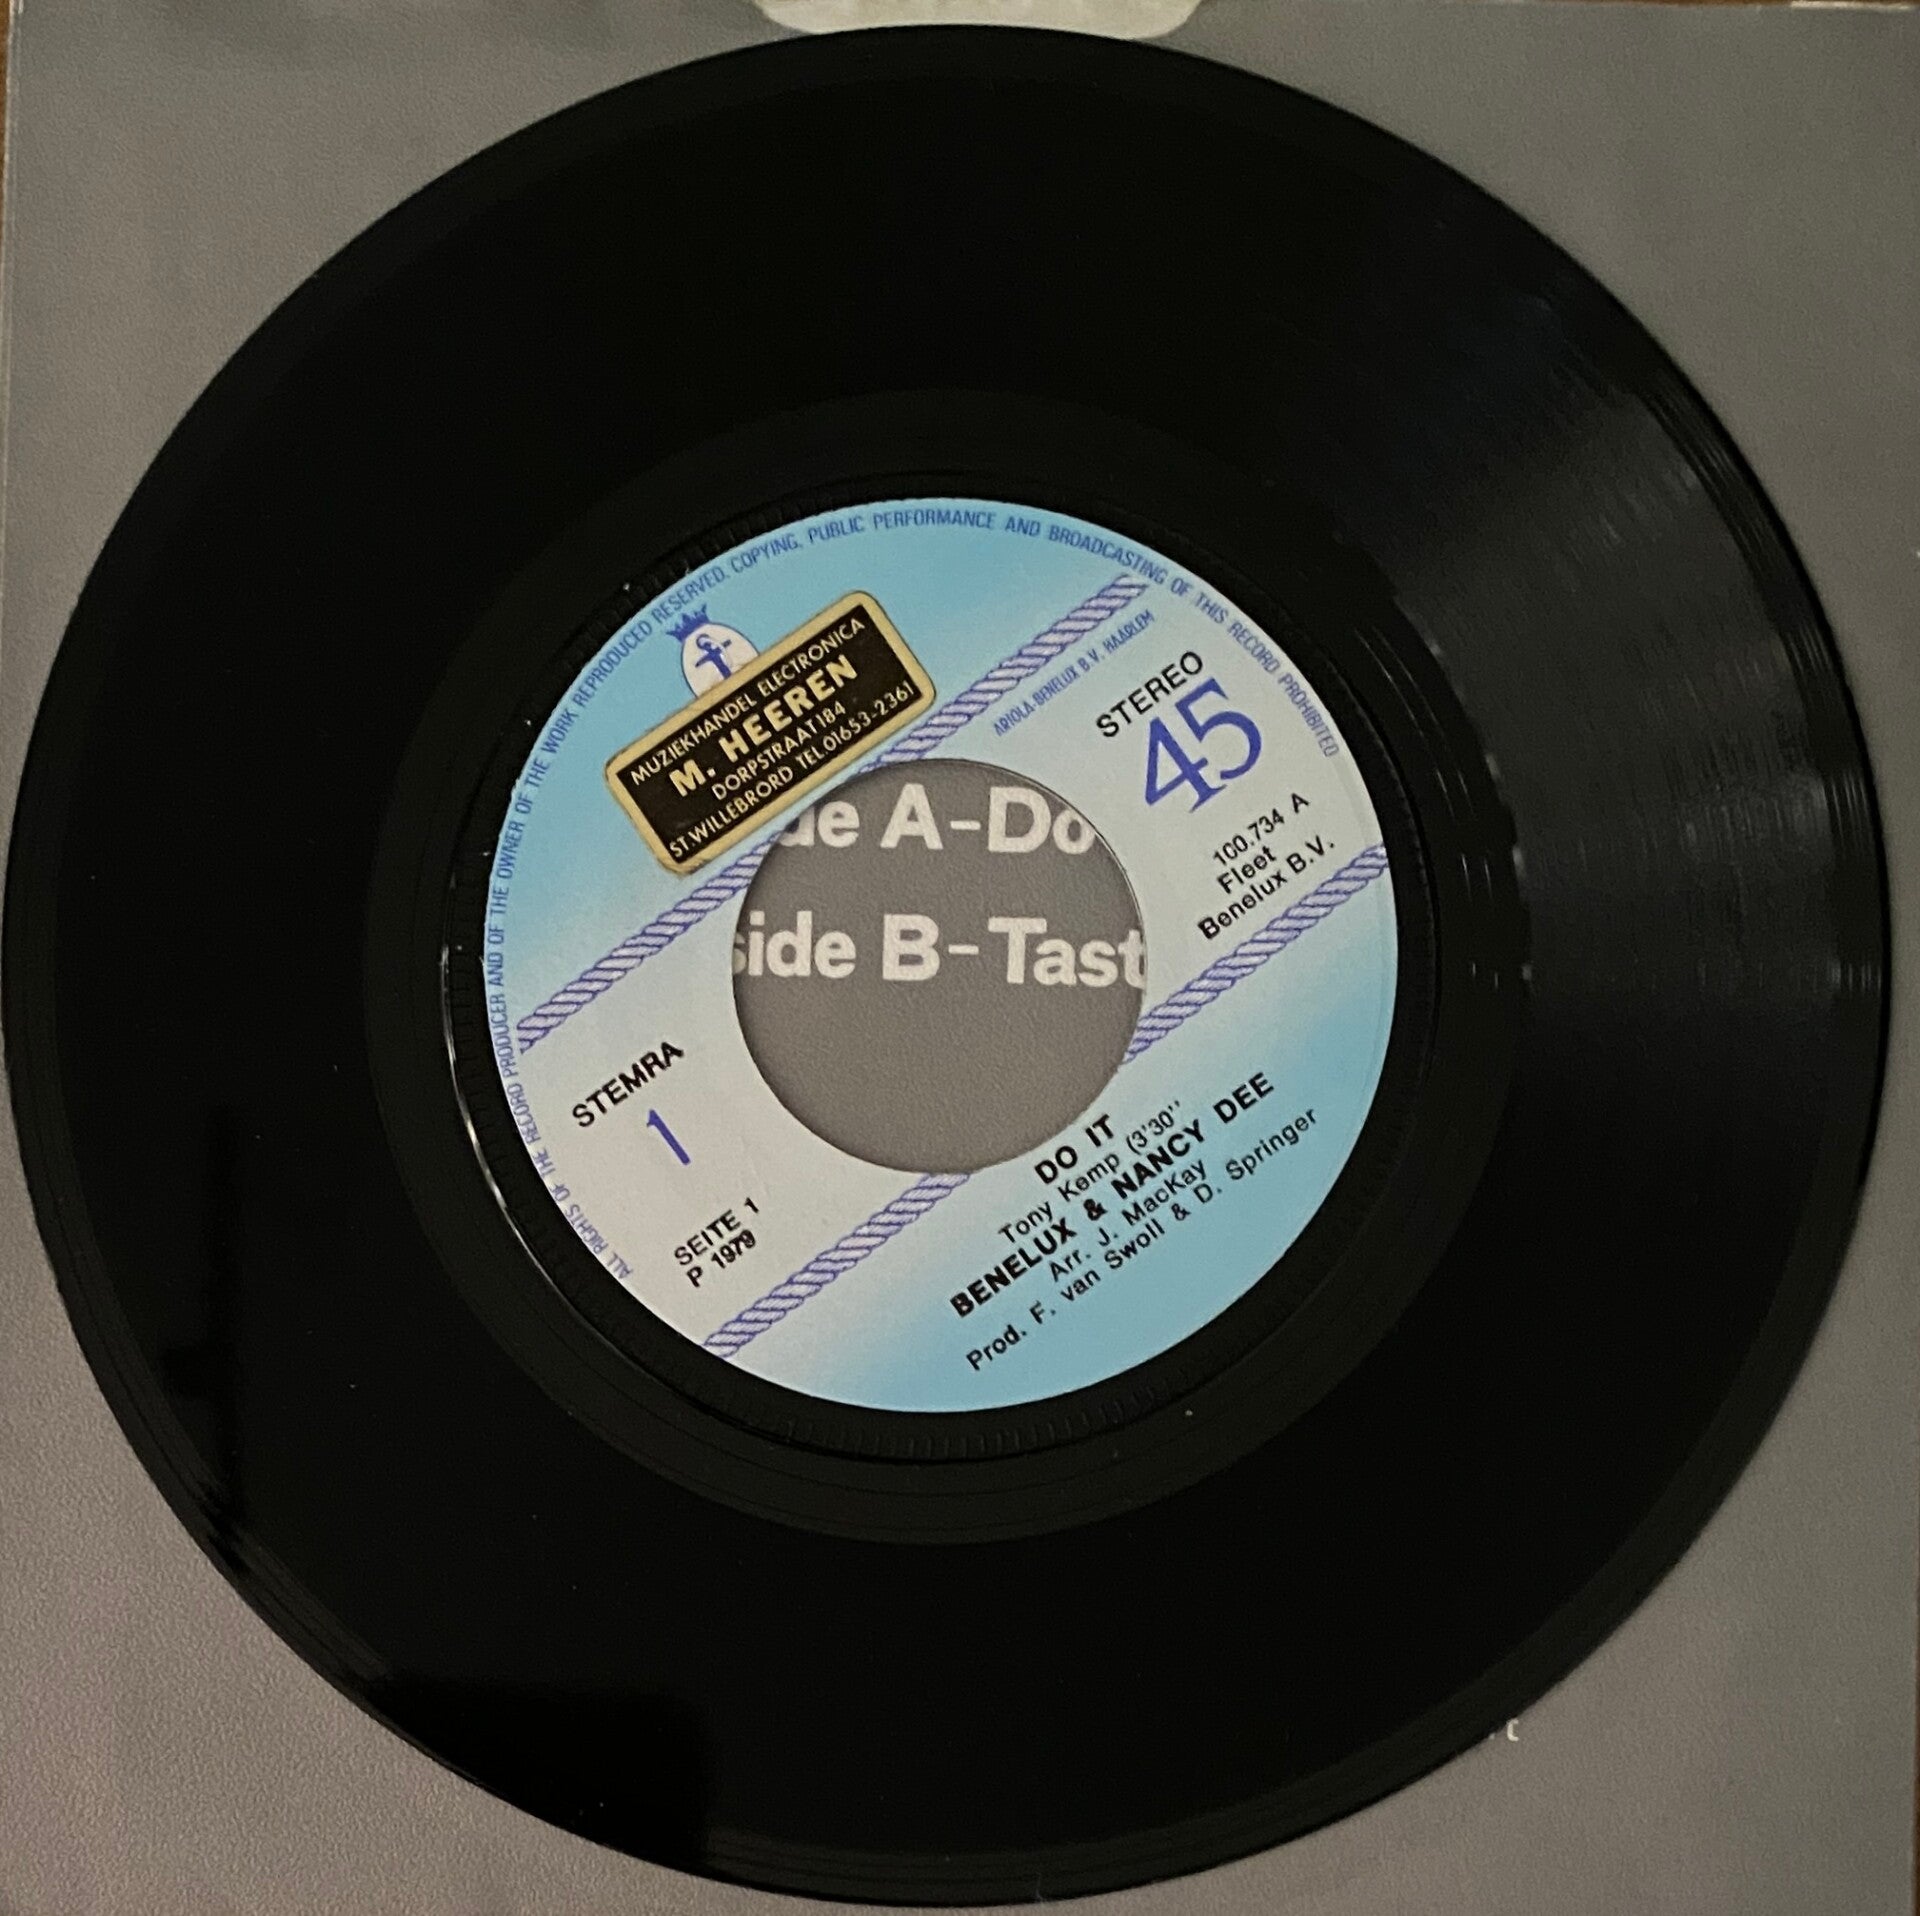 ALL RIGHTS OF THE RECORD PRODUCER AND OF THE OWNER OF THE WORK REPRODUCED RESERVED. COPYING, PUBLIC PERFORMANCE AND BROADCASTING OF THIS RECORD PROHIBITED
MUZIEKHANDEL ELECTRONICA
M. HEEREN
DORPSTRAAT 184
ST.WILLEBRORD TEL.01653-2361
ARIOLA-BENELUX B.V. HAARLEM
STEREO
45
100.734 A
Fleet
Benelux B.V.
A-Do
side B-Tast
STEMRA
1
SEITE 1
P 1979
DO IT
Tony Kemp (3'30''
BENELUX & NANCY DEE
Arr. J. MacKay
Prod. F. van Swoll & D. Springer